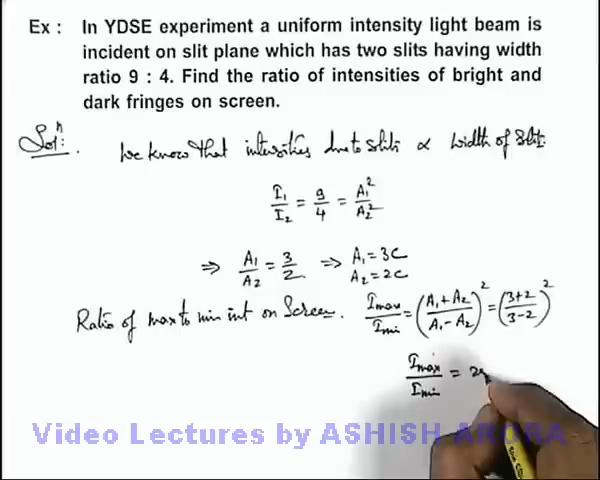 Ex : In YDSE experiment a uniform intensity light beam is
incident on slit plane which has two slits having width
ratio 9 : 4. Find the ratio of intensities of bright and
dark fringes on screen.
Solⁿ: We know that intensities due to slits ∝ width of slit
I₁/I₂ = 9/4 = A₁²/A₂²
⇒ A₁/A₂ = 3/2 ⇒ A₁ = 3C
A₂ = 2C
Ratio of max to min int on Screen. Imax/Imin = (A₁+A₂/A₁-A₂)² = (3+2/3-2)²
Imax/Imin = 25
Video Lectures by ASHISH ARORA